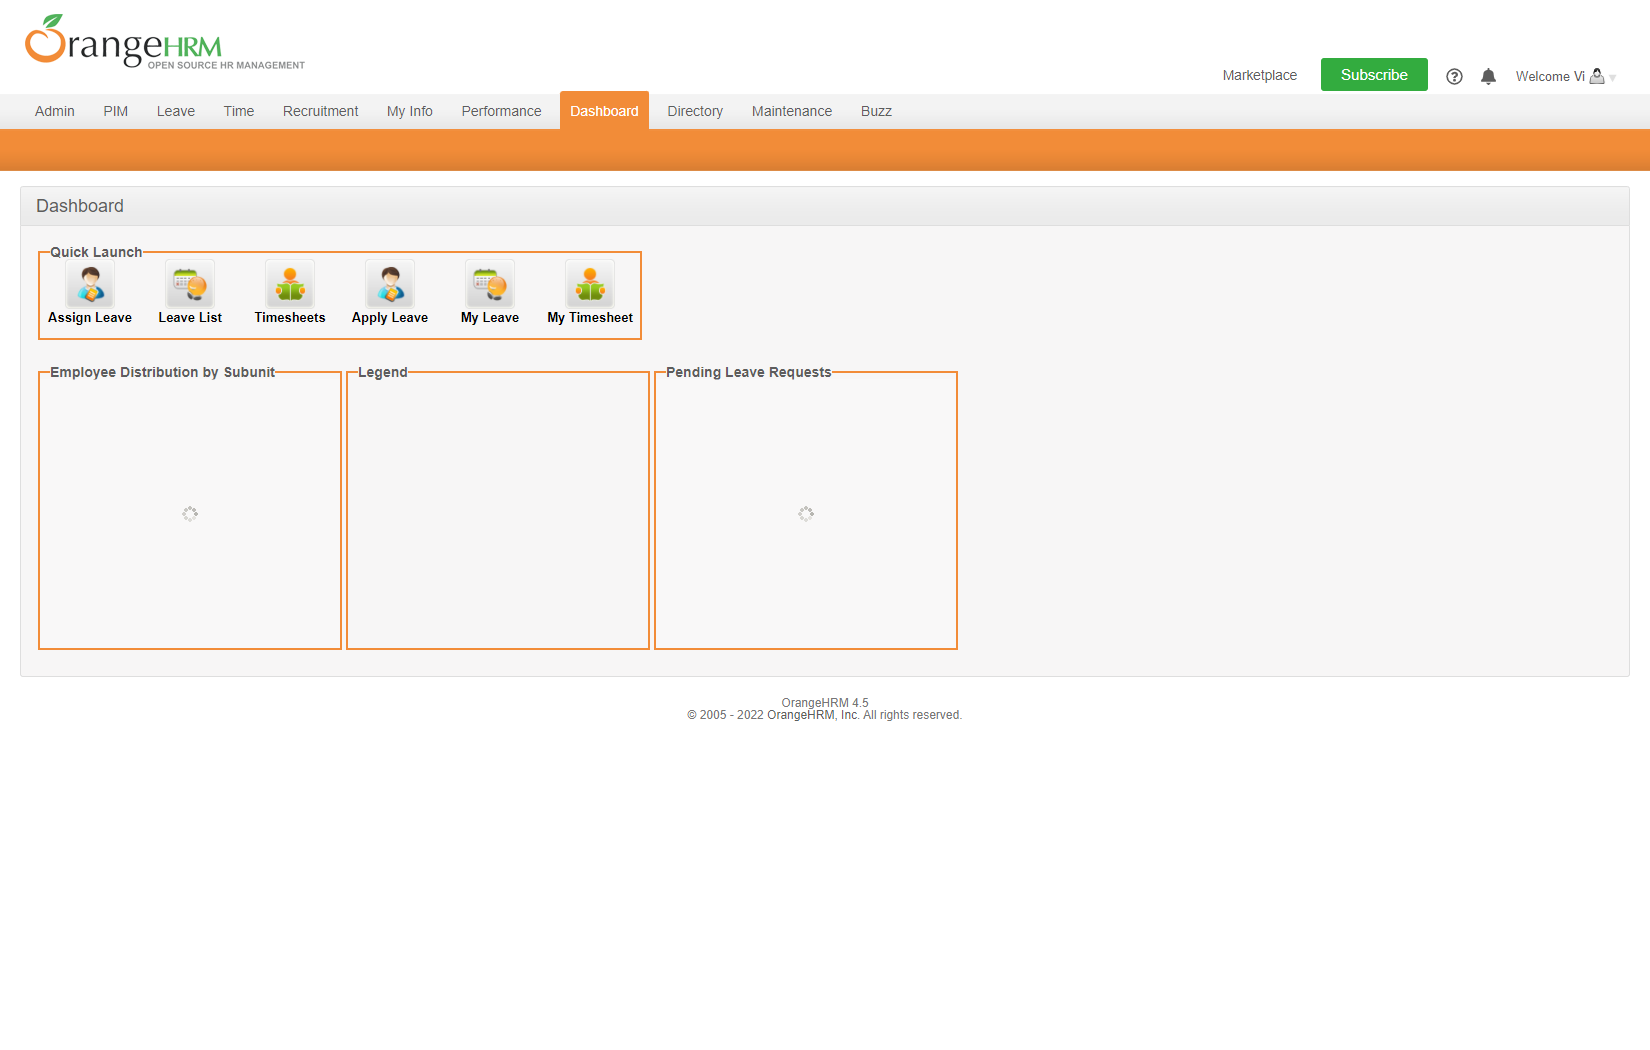 OrangeHRM
OPEN SOURCE HR MANAGEMENT
Marketplace Subscribe Welcome Vi
Admin PIM Leave Time Recruitment My Info Performance Dashboard Directory Maintenance Buzz
Dashboard
Quick Launch
Assign Leave Leave List Timesheets Apply Leave My Leave My Timesheet
Employee Distribution by Subunit Legend Pending Leave Requests
OrangeHRM 4.5
© 2005 - 2022 OrangeHRM, Inc. All rights reserved.